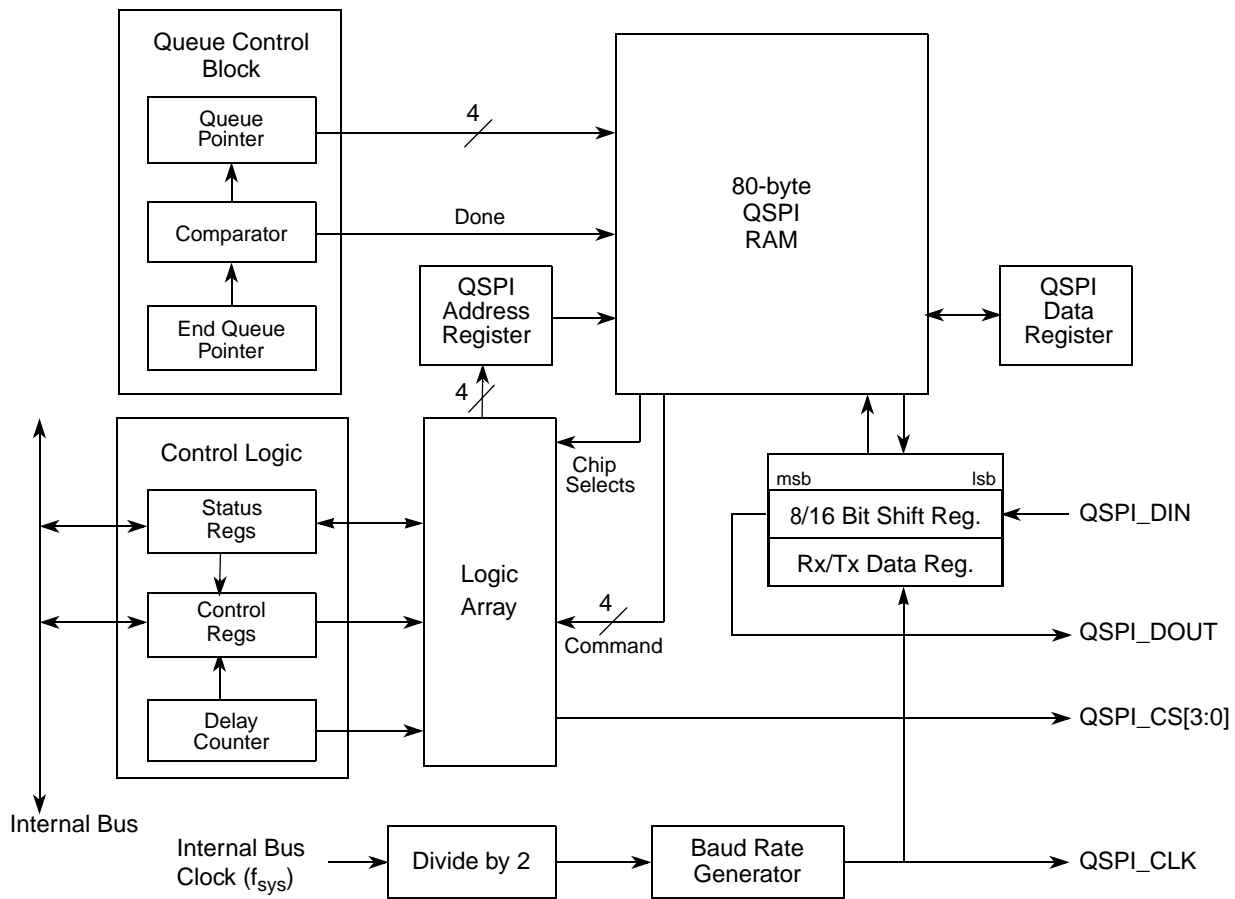 Queue Control
Block
Queue
Pointer
4
80-byte
QSPI
RAM
Comparator
Done
End Queue
Pointer
QSPI
Address
Register
QSPI
Data
Register
4
Control Logic
Chip
Selects
msb
lsb
Status
Regs
8/16 Bit Shift Reg.
QSPI_DIN
Rx/Tx Data Reg.
Logic
Array
Control
Regs
4
Command
QSPI_DOUT
Delay
Counter
QSPI_CS[3:0]
Internal Bus
Internal Bus
Clock (fsys)
Divide by 2
Baud Rate
Generator
QSPI_CLK